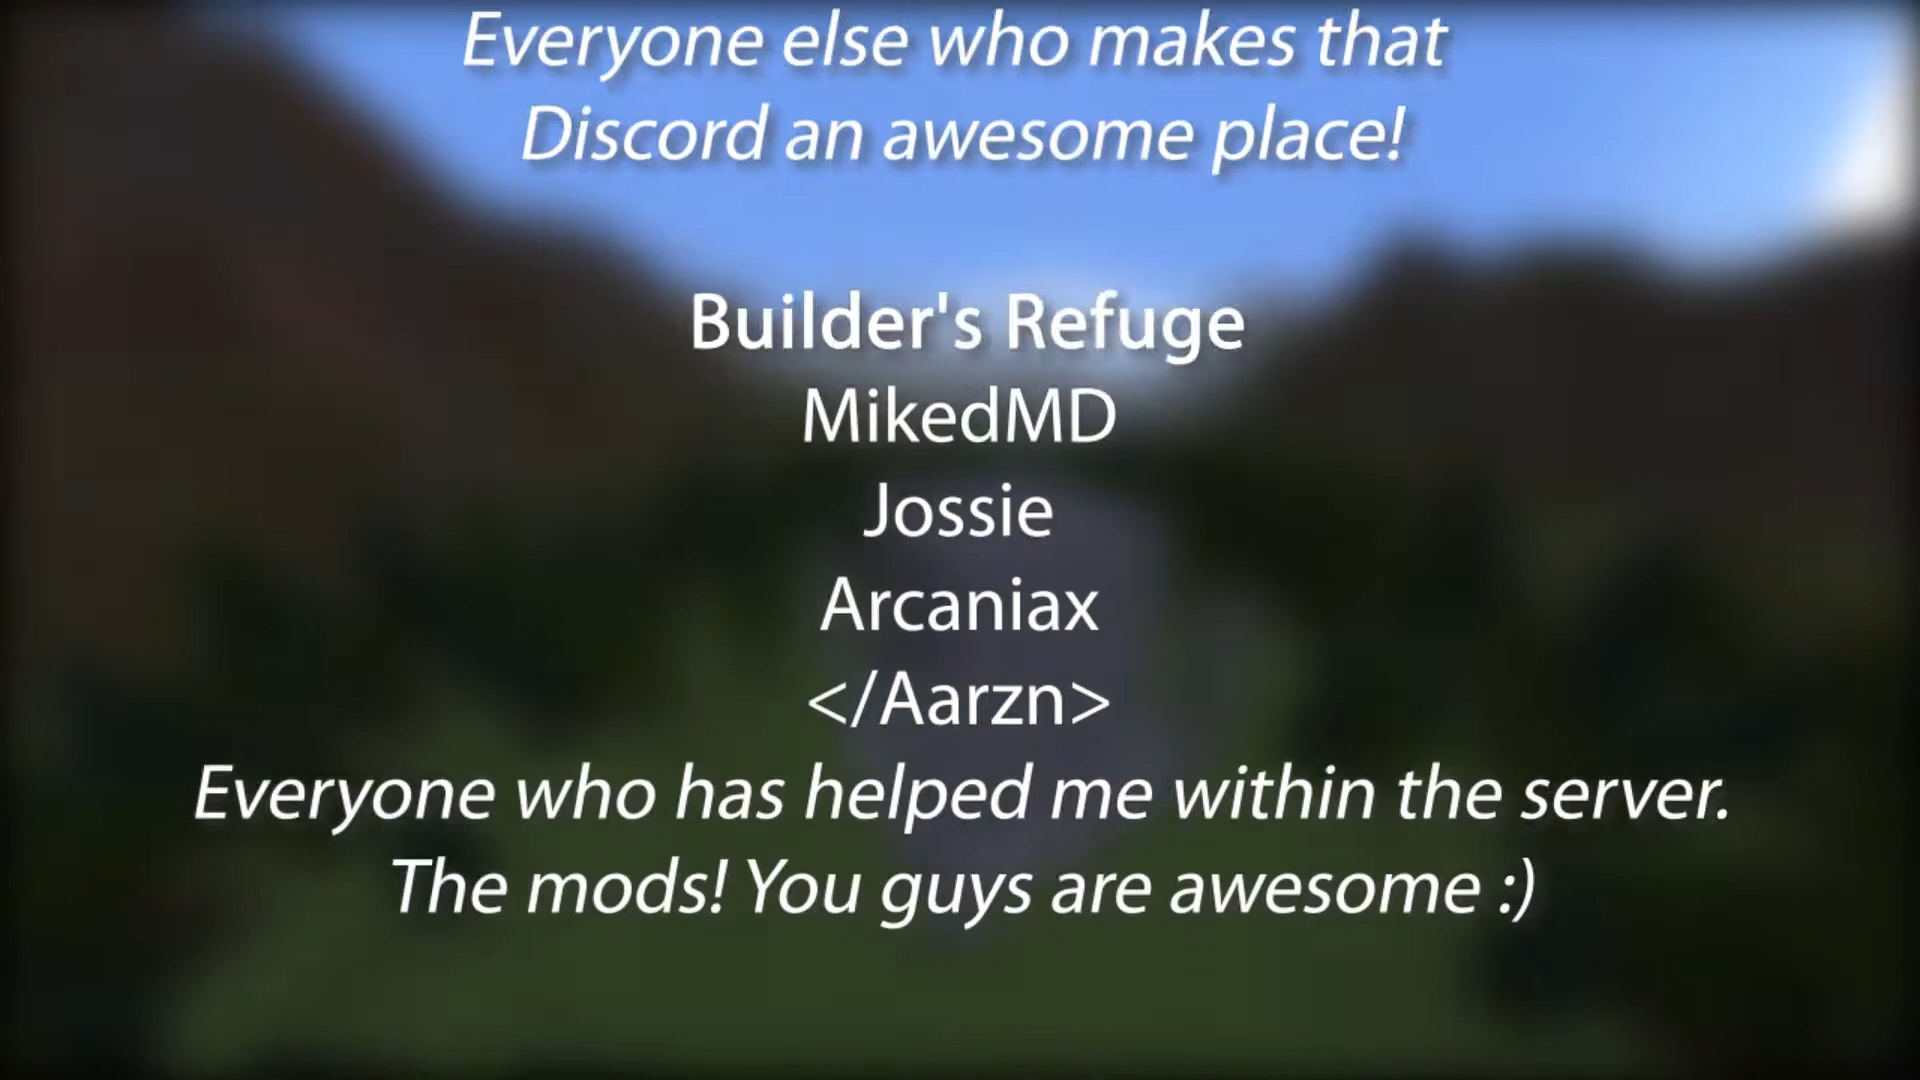 Everyone else who makes that
Discord an awesome place!
Builder's Refuge
MikedMD
Jossie
Arcaniax
</Aarzn>
Everyone who has helped me within the server.
The mods! You guys are awesome :)